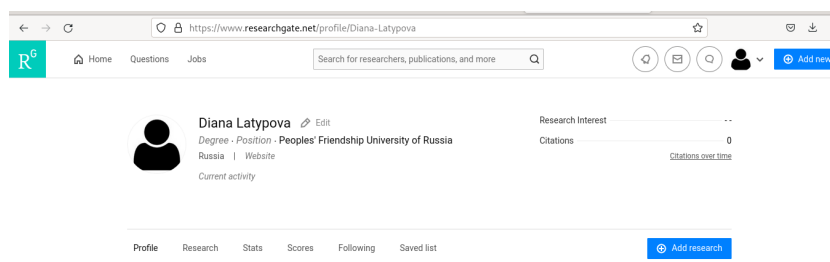 https://www.researchgate.net/profile/Diana-Latypova
RG Home Questions Jobs Search for researchers, publications, and more Add new
Diana Latypova Edit
Degree · Position · Peoples' Friendship University of Russia
Russia | Website
Current activity
Research Interest - -
Citations 0
Citations over time
Profile Research Stats Scores Following Saved list Add research